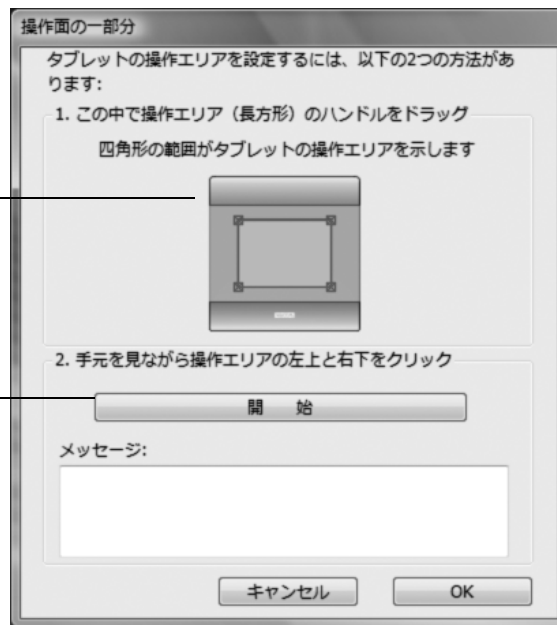 操作面の一部分
タブレットの操作エリアを設定するには、以下の2つの方法があ
ります:
1. この中で操作エリア（長方形）のハンドルをドラッグ
四角形の範囲がタブレットの操作エリアを示します
2. 手元を見ながら操作エリアの左上と右下をクリック
開　始
メッセージ:
キャンセル
OK